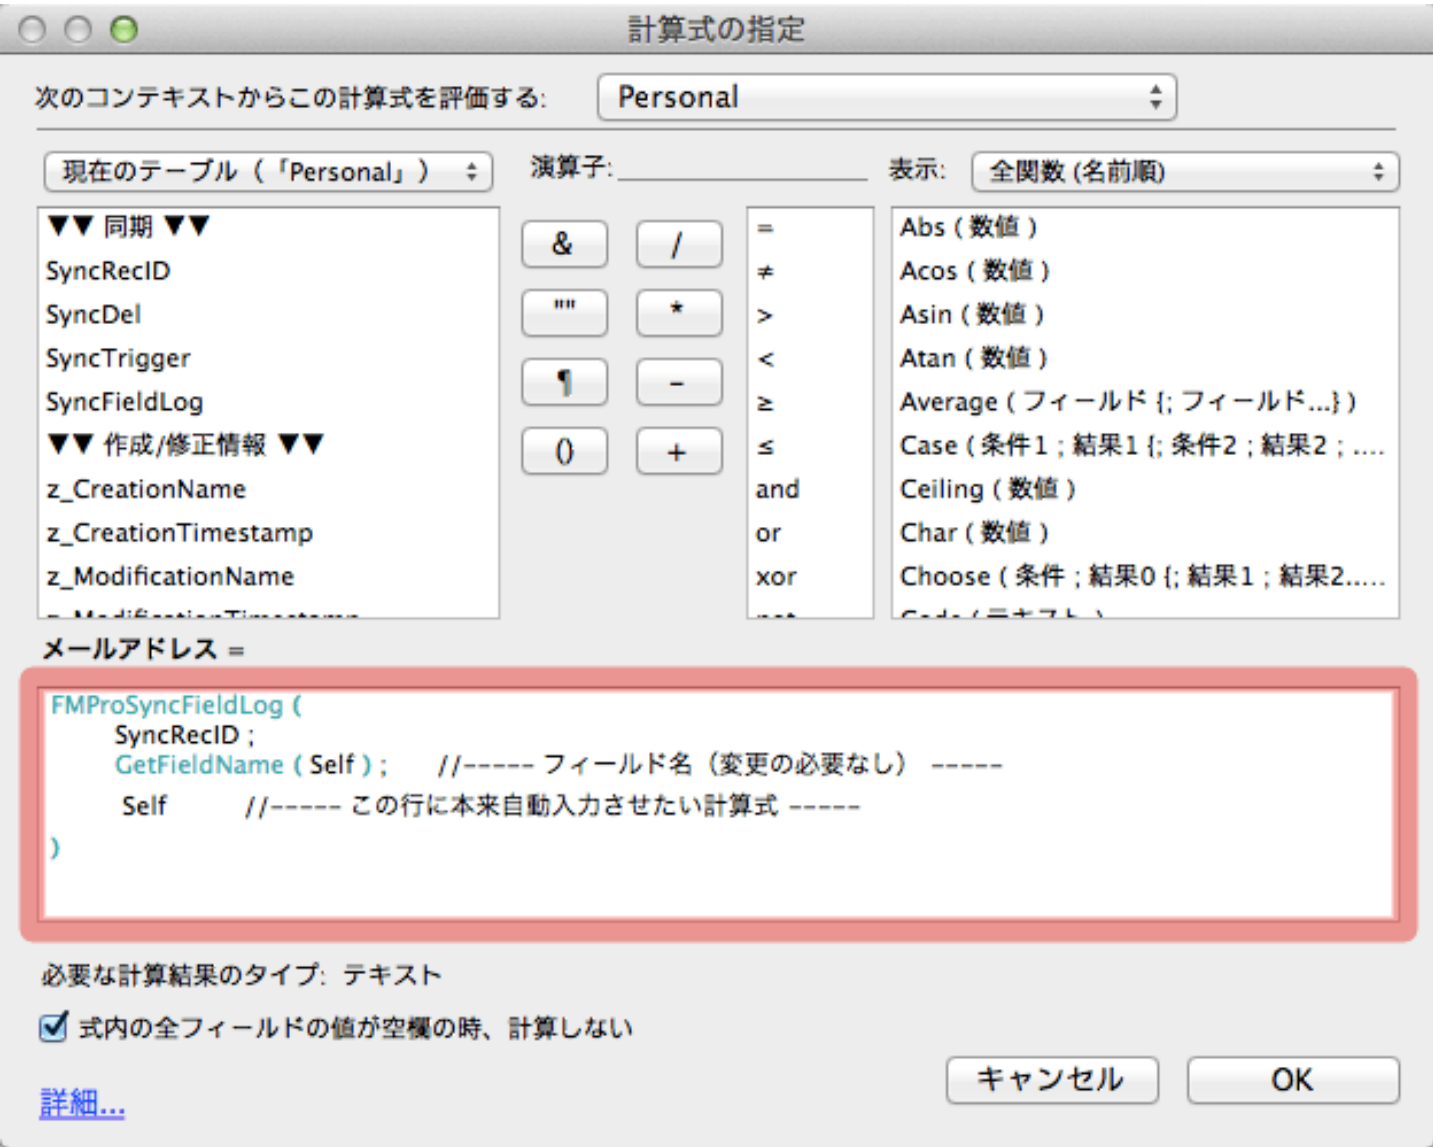 計算式の指定
次のコンテキストからこの計算式を評価する: Personal
現在のテーブル（「Personal」） 演算子: 表示: 全関数 (名前順)
▼▼ 同期 ▼▼
SyncRecID
SyncDel
SyncTrigger
SyncFieldLog
▼▼ 作成/修正情報 ▼▼
z_CreationName
z_CreationTimestamp
z_ModificationName
z_ModificationTimestamp
& /
"" *
¶ -
() +
=
≠
>
<
≥
≤
and
or
xor
not
Abs ( 数値 )
Acos ( 数値 )
Asin ( 数値 )
Atan ( 数値 )
Average ( フィールド {; フィールド...} )
Case ( 条件1 ; 結果1 {; 条件2 ; 結果2 ; ....
Ceiling ( 数値 )
Char ( 数値 )
Choose ( 条件 ; 結果0 {; 結果1 ; 結果2.....
Code ( テキスト )
メールアドレス =
FMProSyncFieldLog (
SyncRecID ;
GetFieldName ( Self ) ; //----- フィールド名（変更の必要なし） -----
Self //----- この行に本来自動入力させたい計算式 -----
)
必要な計算結果のタイプ: テキスト
式内の全フィールドの値が空欄の時、計算しない
詳細...
キャンセル OK